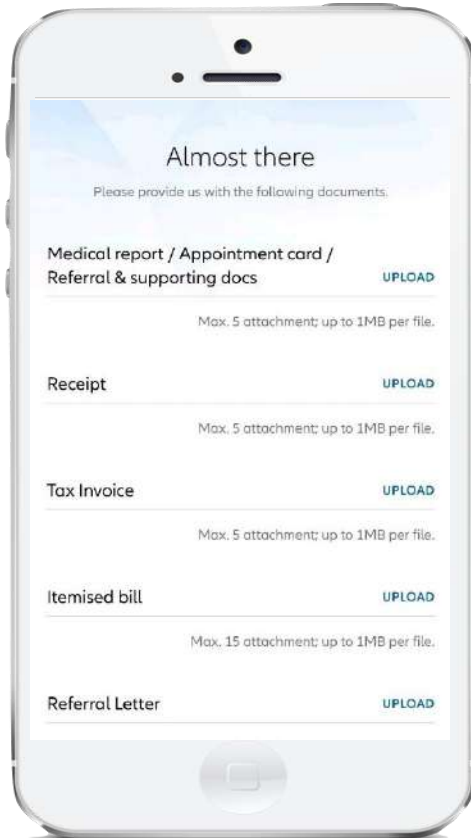 Almost there
Please provide us with the following documents.
Medical report / Appointment card /
Referral & supporting docs
UPLOAD
Max. 5 attachment; up to 1MB per file.
Receipt
UPLOAD
Max. 5 attachment; up to 1MB per file.
Tax Invoice
UPLOAD
Max. 5 attachment; up to 1MB per file.
Itemised bill
UPLOAD
Max. 15 attachment; up to 1MB per file.
Referral Letter
UPLOAD